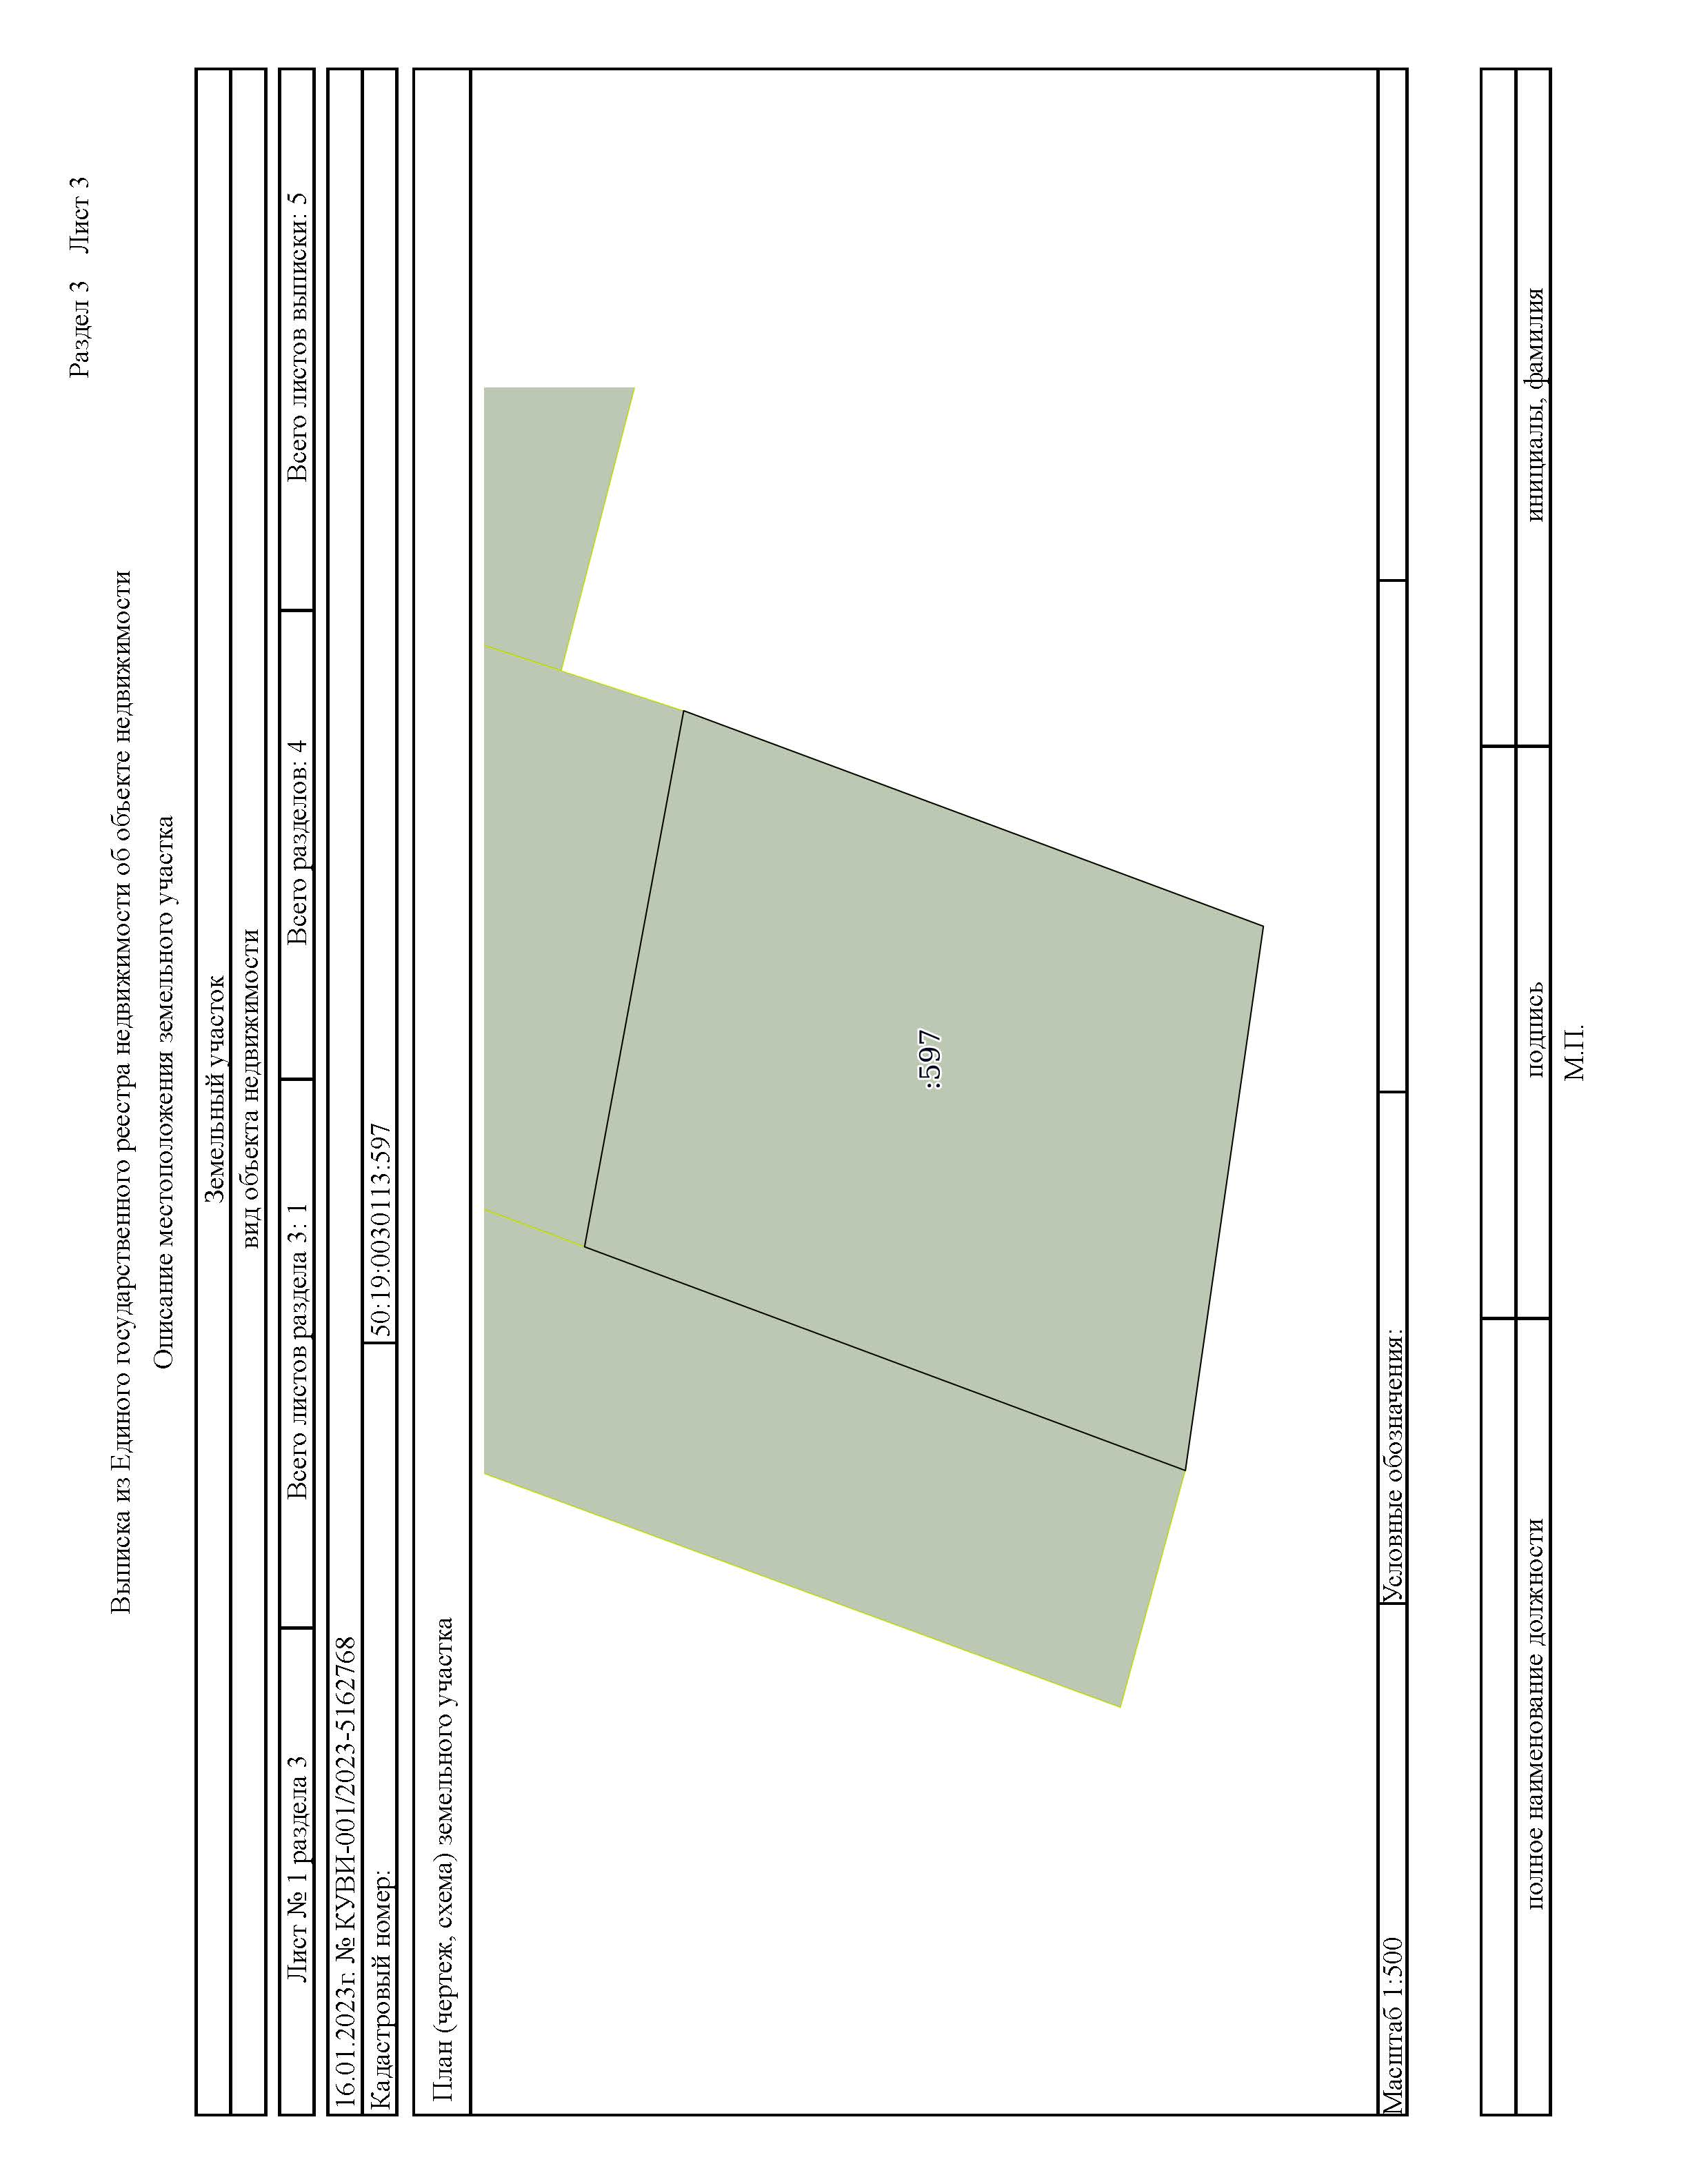 Раздел 3 Лист 3
Выписка из Единого государственного реестра недвижимости об объекте недвижимости
Описание местоположения земельного участка
Земельный участок
вид объекта недвижимости
Лист № 1 раздела 3 Всего листов раздела 3: 1 Всего разделов: 4 Всего листов выписки: 5
16.01.2023г. № КУВИ-001/2023-5162768
Кадастровый номер: 50:19:0030113:597
План (чертеж, схема) земельного участка
:597
Масштаб 1:500 Условные обозначения:
полное наименование должности подпись инициалы, фамилия
М.П.